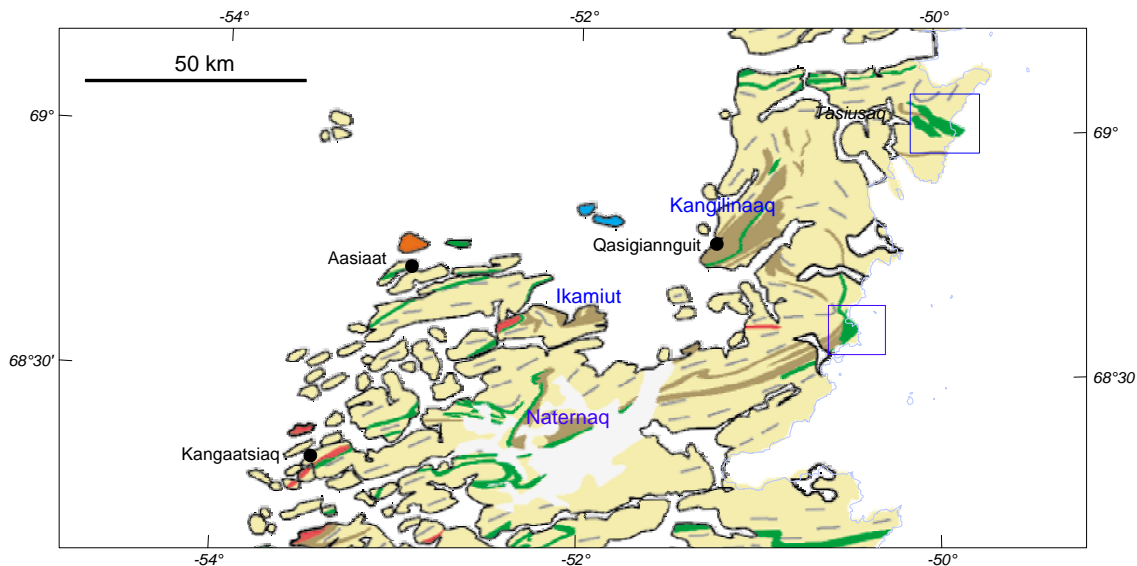 -54° -52° -50°
50 km
69° Tasiusaq 69°
Kangilinaaq
Qasigiannguit
Aasiaat
Ikamiut
68°30 68°30
Naternaq
Kangaatsiaq
-54° -52° -50°